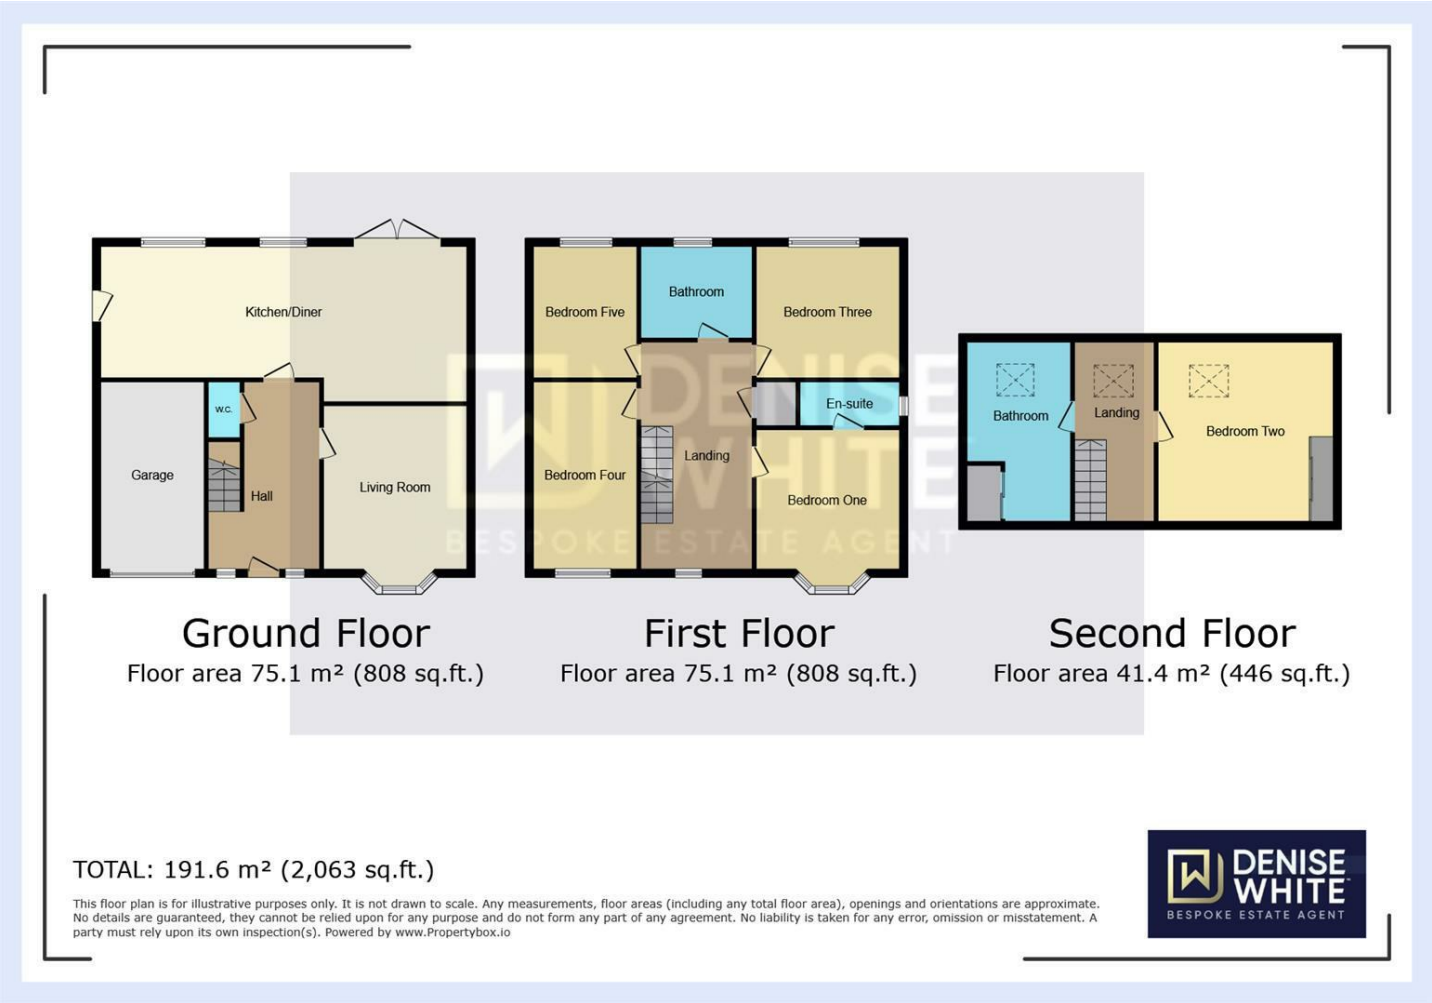 Kitchen/Diner
W.C.
Garage
Hall
Living Room
Bedroom Five
Bathroom
Bedroom Three
En-suite
Landing
Bedroom Four
Bedroom One
Bathroom
Landing
Bedroom Two
DENISE
WHITE
BESPOKE ESTATE AGENT
Ground Floor
Floor area 75.1 m² (808 sq.ft.)
First Floor
Floor area 75.1 m² (808 sq.ft.)
Second Floor
Floor area 41.4 m² (446 sq.ft.)
TOTAL: 191.6 m² (2,063 sq.ft.)
This floor plan is for illustrative purposes only. It is not drawn to scale. Any measurements, floor areas (including any total floor area), openings and orientations are approximate.
No details are guaranteed, they cannot be relied upon for any purpose and do not form any part of any agreement. No liability is taken for any error, omission or misstatement. A
party must rely upon its own inspection(s). Powered by www.Propertybox.io
DENISE
WHITE
BESPOKE ESTATE AGENT